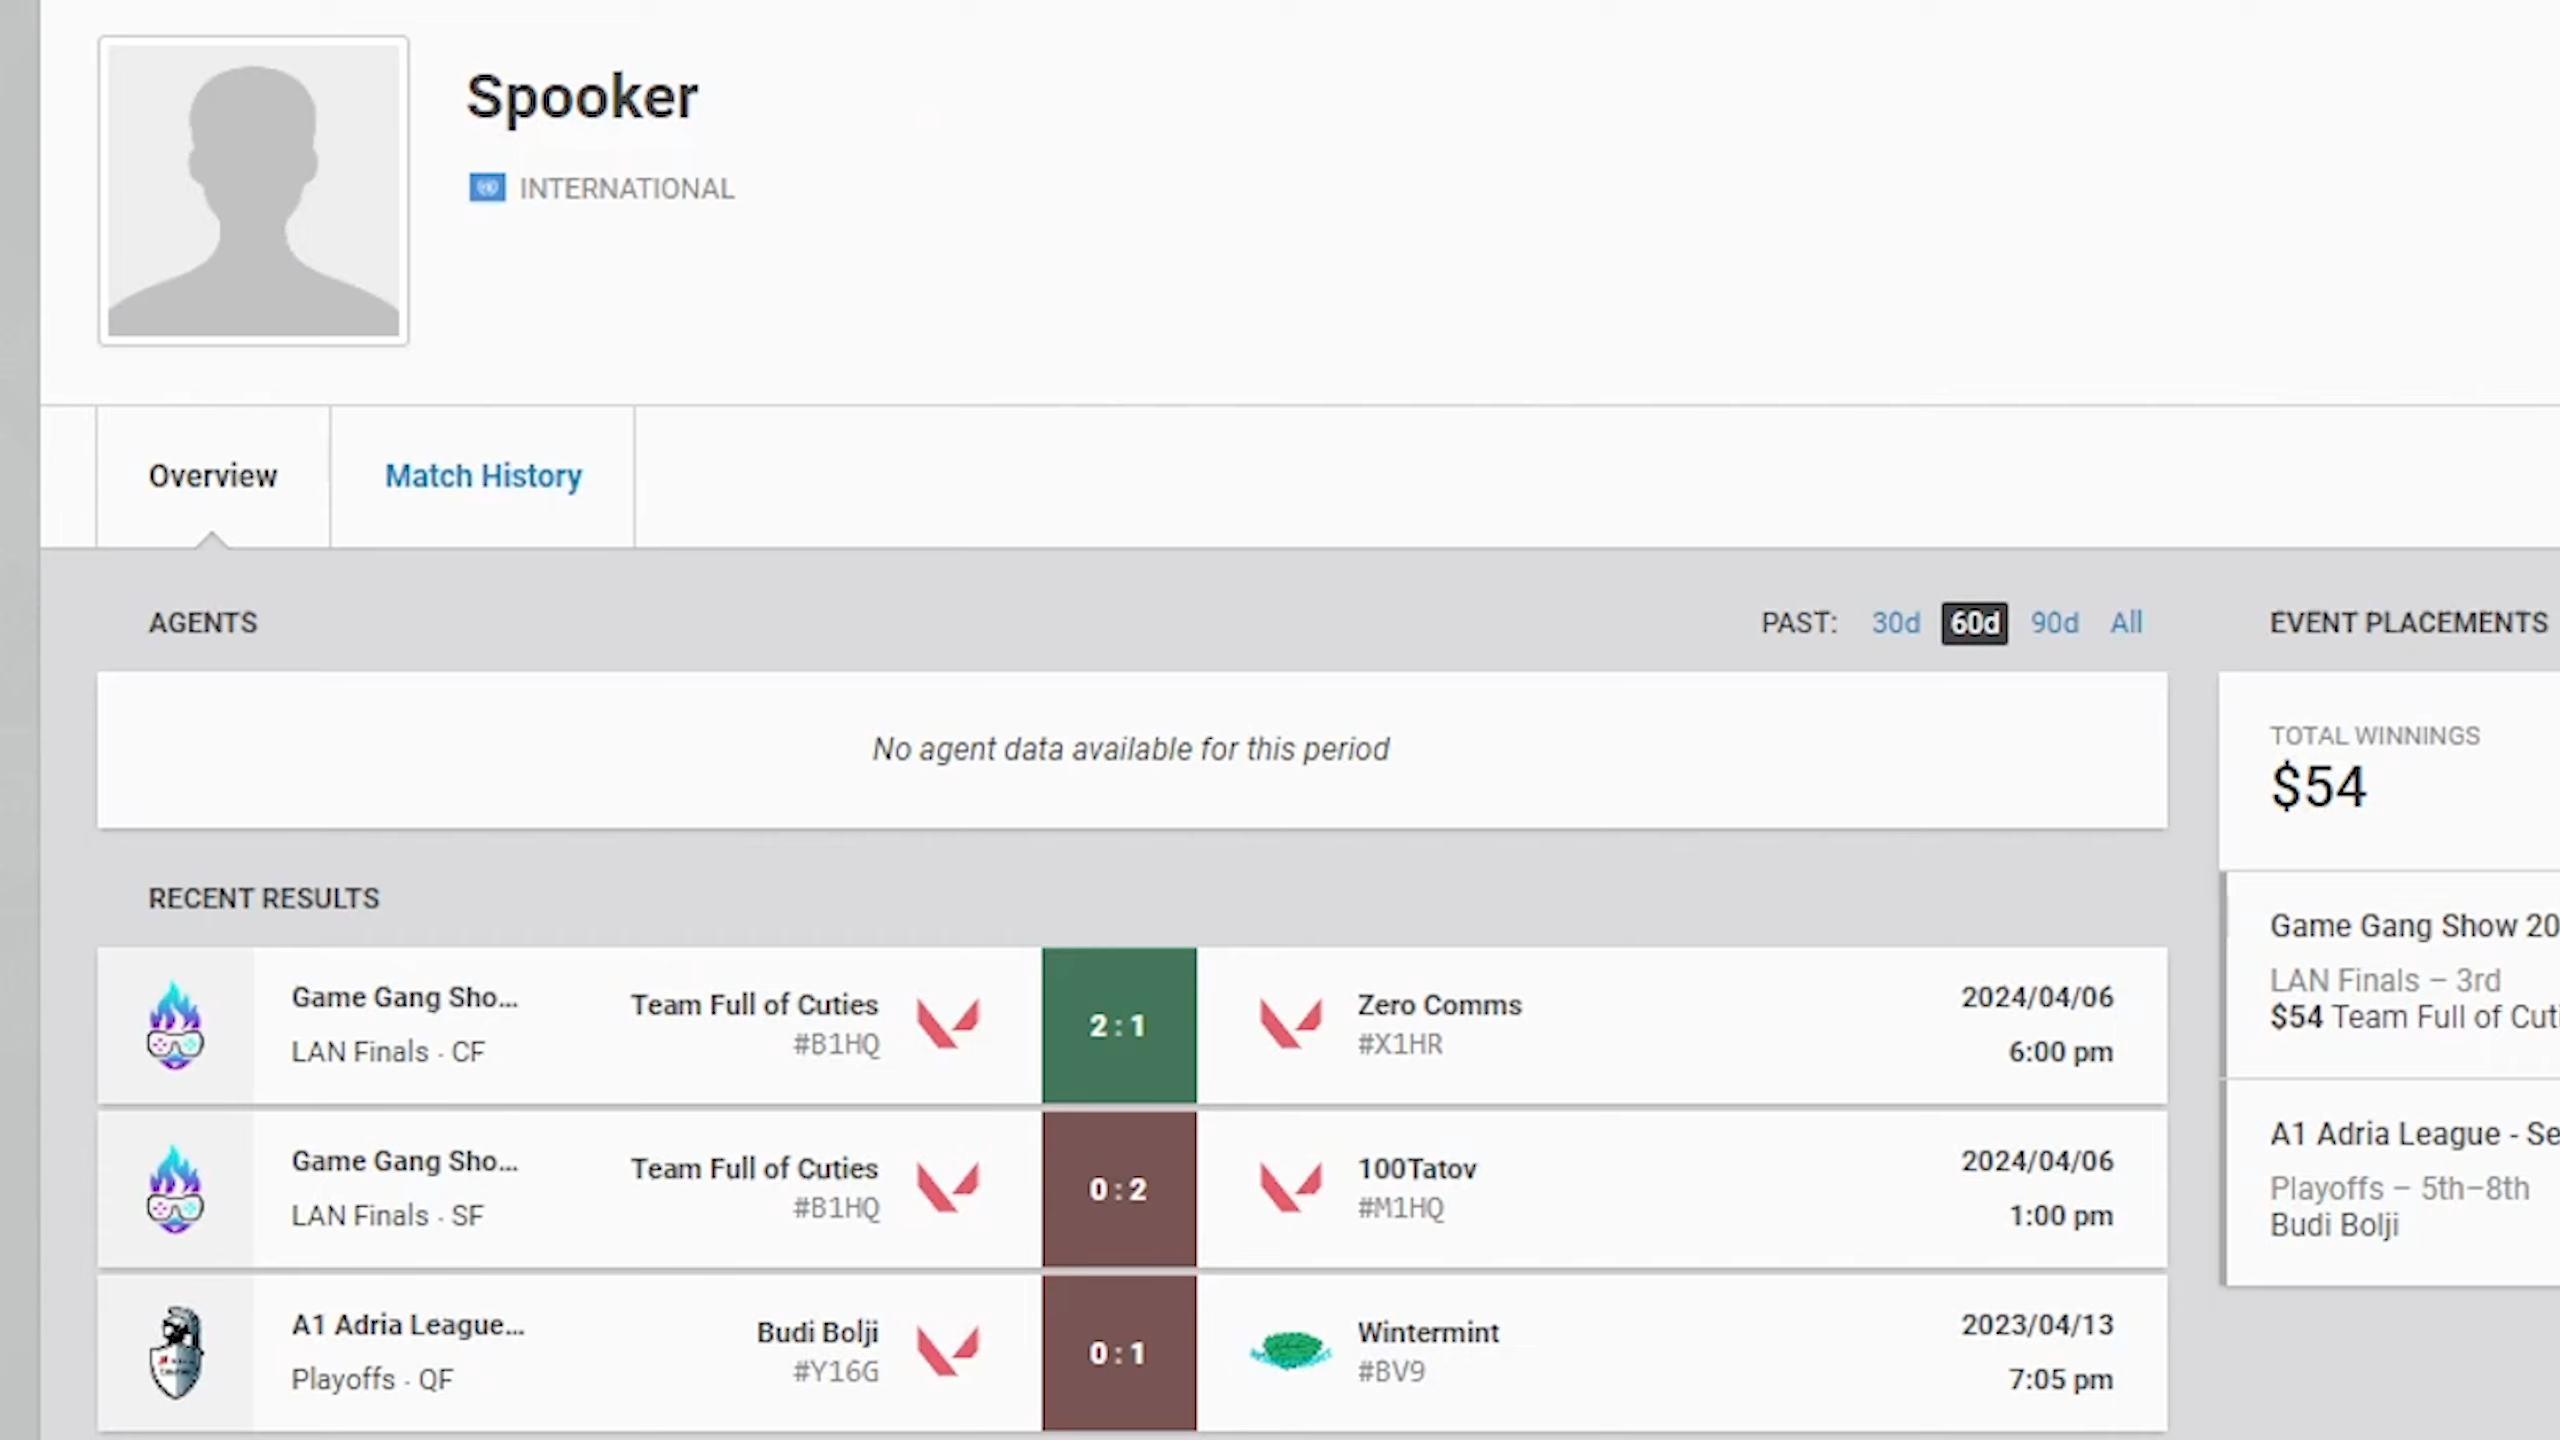 Spooker
INTERNATIONAL
Overview
Match History
AGENTS
PAST: 30d 60d 90d All
No agent data available for this period
RECENT RESULTS
Game Gang Sho...
LAN Finals · CF
Team Full of Cuties
#B1HQ
2 : 1
Zero Comms
#X1HR
2024/04/06
6:00 pm
Game Gang Sho...
LAN Finals · SF
Team Full of Cuties
#B1HQ
0 : 2
100Tatov
#M1HQ
2024/04/06
1:00 pm
A1 Adria League...
Playoffs · QF
Budi Bolji
#Y16G
0 : 1
Wintermint
#BV9
2023/04/13
7:05 pm
EVENT PLACEMENTS
TOTAL WINNINGS
$54
Game Gang Show 20
LAN Finals – 3rd
$54 Team Full of Cut
A1 Adria League - Se
Playoffs – 5th–8th
Budi Bolji